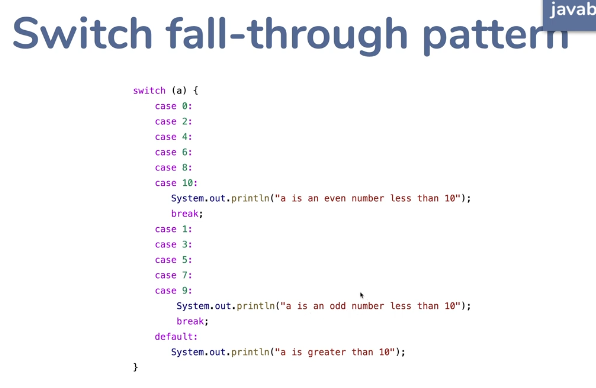 javab
Switch fall-through pattern
switch (a) {
case 0:
case 2:
case 4:
case 6:
case 8:
case 10:
System.out.println("a is an even number less than 10");
break;
case 1:
case 3:
case 5:
case 7:
case 9:
System.out.println("a is an odd number less than 10");
break;
default:
System.out.println("a is greater than 10");
}